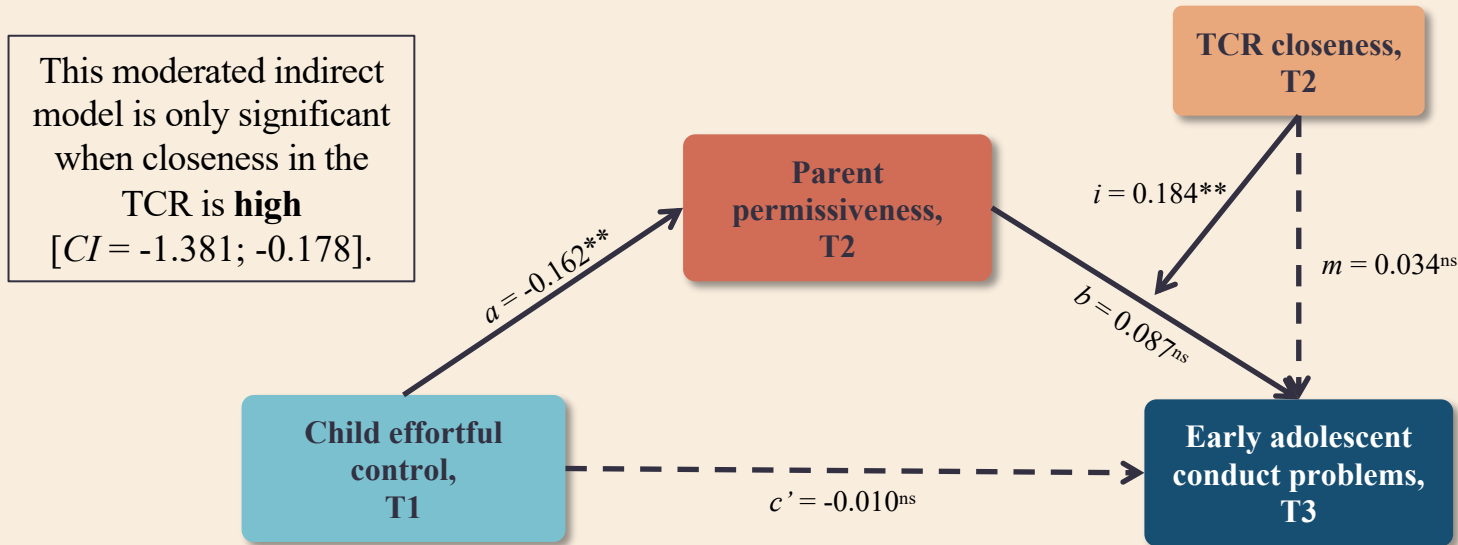 This moderated indirect
model is only significant
when closeness in the
TCR is high
[CI = -1.381; -0.178].
TCR closeness,
T2
Parent
permissiveness,
T2
i = 0.184**
m = 0.034ns
a = -0.162**
b = 0.087ns
Child effortful
control,
T1
c’ = -0.010ns
Early adolescent
conduct problems,
T3